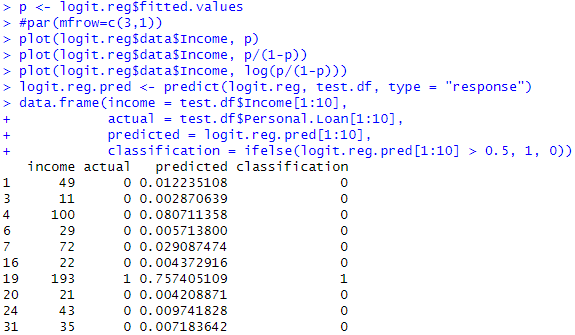 > p <- logit.reg$fitted.values
> #par(mfrow=c(3,1))
> plot(logit.reg$data$Income, p)
> plot(logit.reg$data$Income, p/(1-p))
> plot(logit.reg$data$Income, log(p/(1-p)))
> logit.reg.pred <- predict(logit.reg, test.df, type = "response")
> data.frame(income = test.df$Income[1:10],
+            actual = test.df$Personal.Loan[1:10],
+            predicted = logit.reg.pred[1:10],
+            classification = ifelse(logit.reg.pred[1:10] > 0.5, 1, 0))
   income actual   predicted classification
1      49      0 0.012235108              0
3      11      0 0.002870639              0
4     100      0 0.080711358              0
6      29      0 0.005713800              0
7      72      0 0.029087474              0
16     22      0 0.004372916              0
19    193      1 0.757405109              1
20     21      0 0.004208871              0
24     43      0 0.009741828              0
31     35      0 0.007183642              0